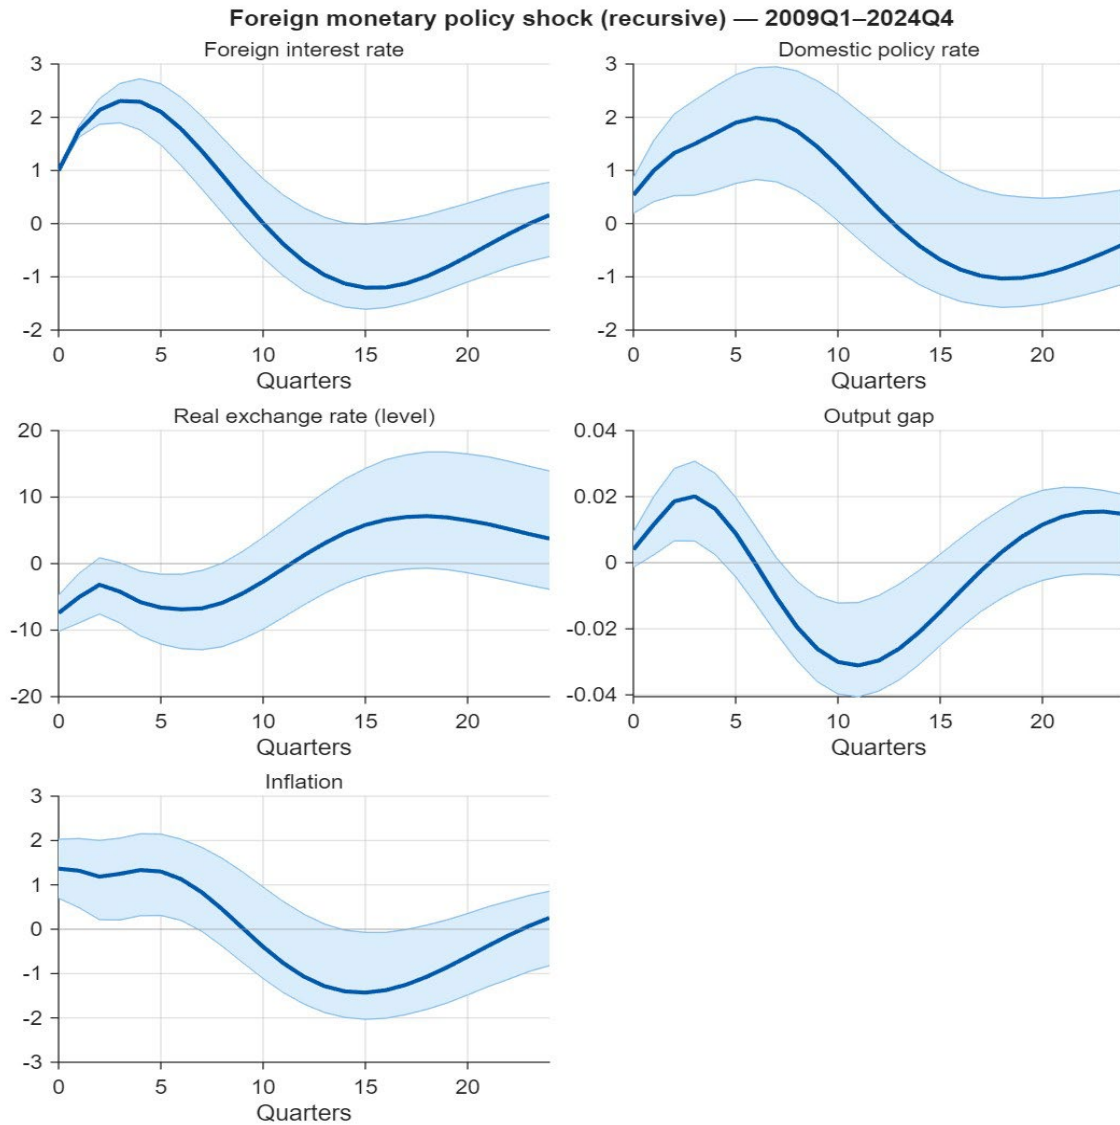 Foreign monetary policy shock (recursive) — 2009Q1–2024Q4
Foreign interest rate
3
2
1
0
-1
-2
0 5 10 15 20
Quarters
Domestic policy rate
3
2
1
0
-1
-2
0 5 10 15 20
Quarters
Real exchange rate (level)
20
10
0
-10
-20
0 5 10 15 20
Quarters
Output gap
0.04
0.02
0
-0.02
-0.04
0 5 10 15 20
Quarters
Inflation
3
2
1
0
-1
-2
-3
0 5 10 15 20
Quarters